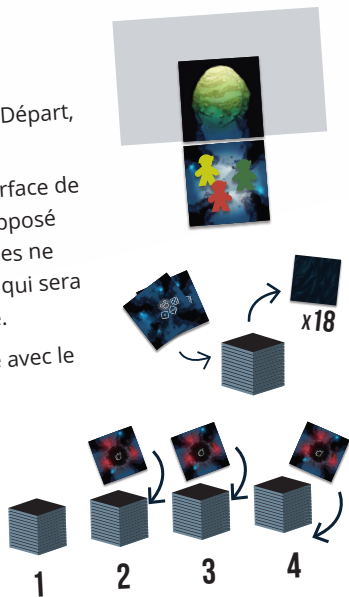 Départ,
rface de
pposé
es ne
qui sera
e.
e avec le
x18
1 2 3 4